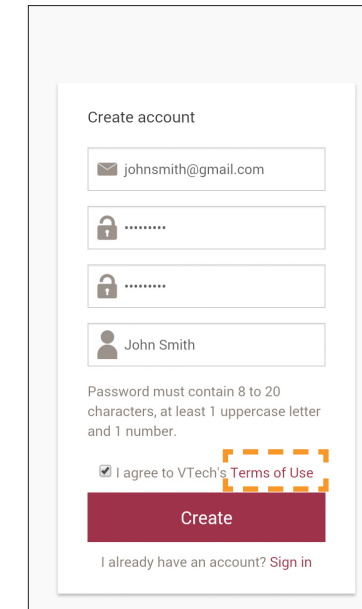 Create account
johnsmith@gmail.com
•••••••••
•••••••••
John Smith
Password must contain 8 to 20
characters, at least 1 uppercase letter
and 1 number.
I agree to VTech's Terms of Use
Create
I already have an account? Sign in